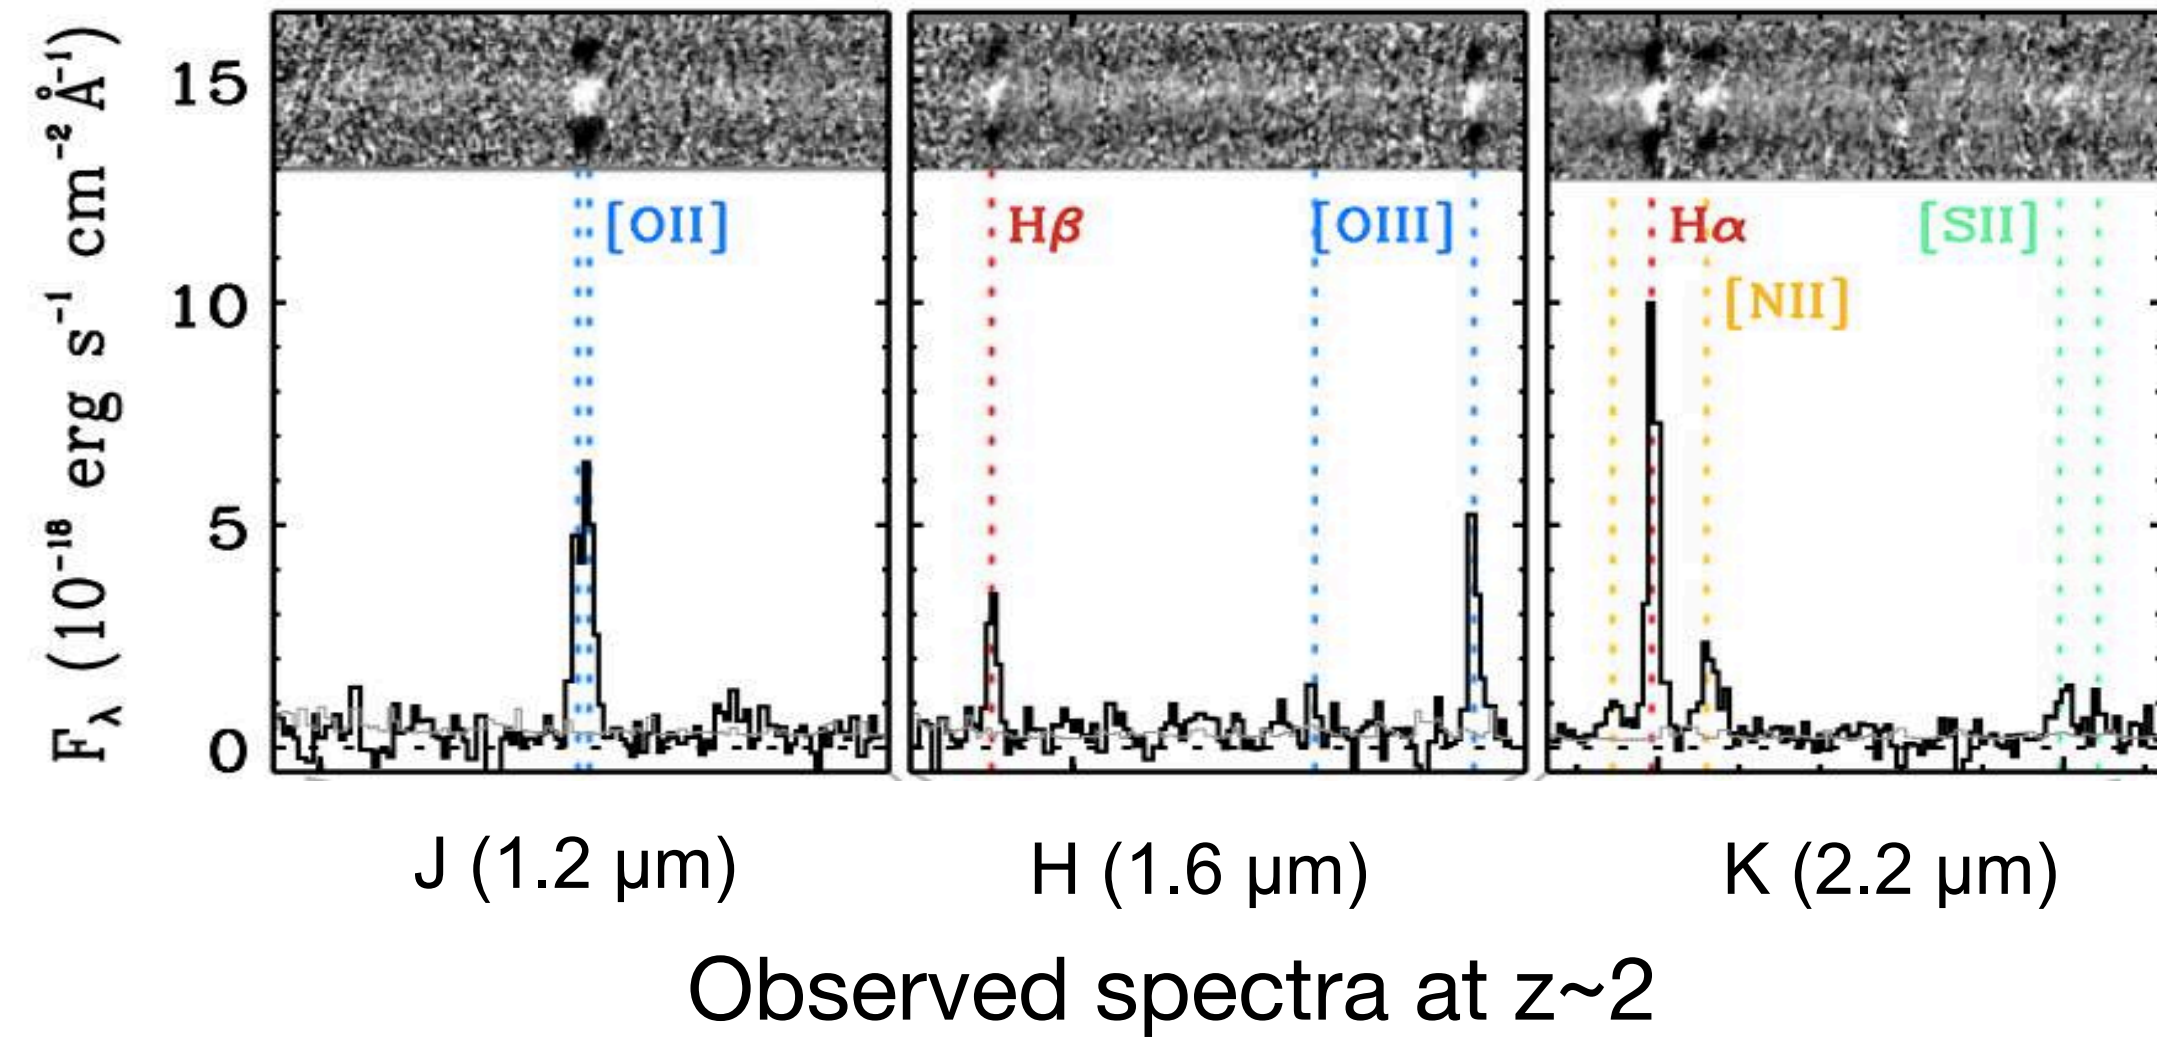 F_λ (10⁻¹⁸ erg s⁻¹ cm⁻² Å⁻¹)
15
10
5
0
[OII]
Hβ
[OIII]
Hα
[NII]
[SII]
J (1.2 µm)
H (1.6 µm)
K (2.2 µm)
Observed spectra at z~2